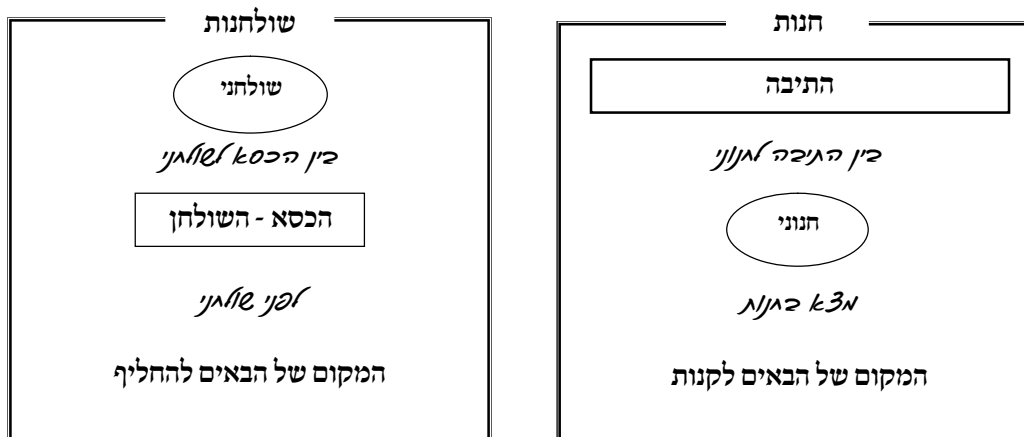 חנות
התיבה
בין התיבה לחנוני
חנוני
מצא בחנות
המקום של הבאים לקנות
שולחנות
שולחני
בין הכסא לשולחני
הכסא - השולחן
לפני שולחני
המקום של הבאים להחליף